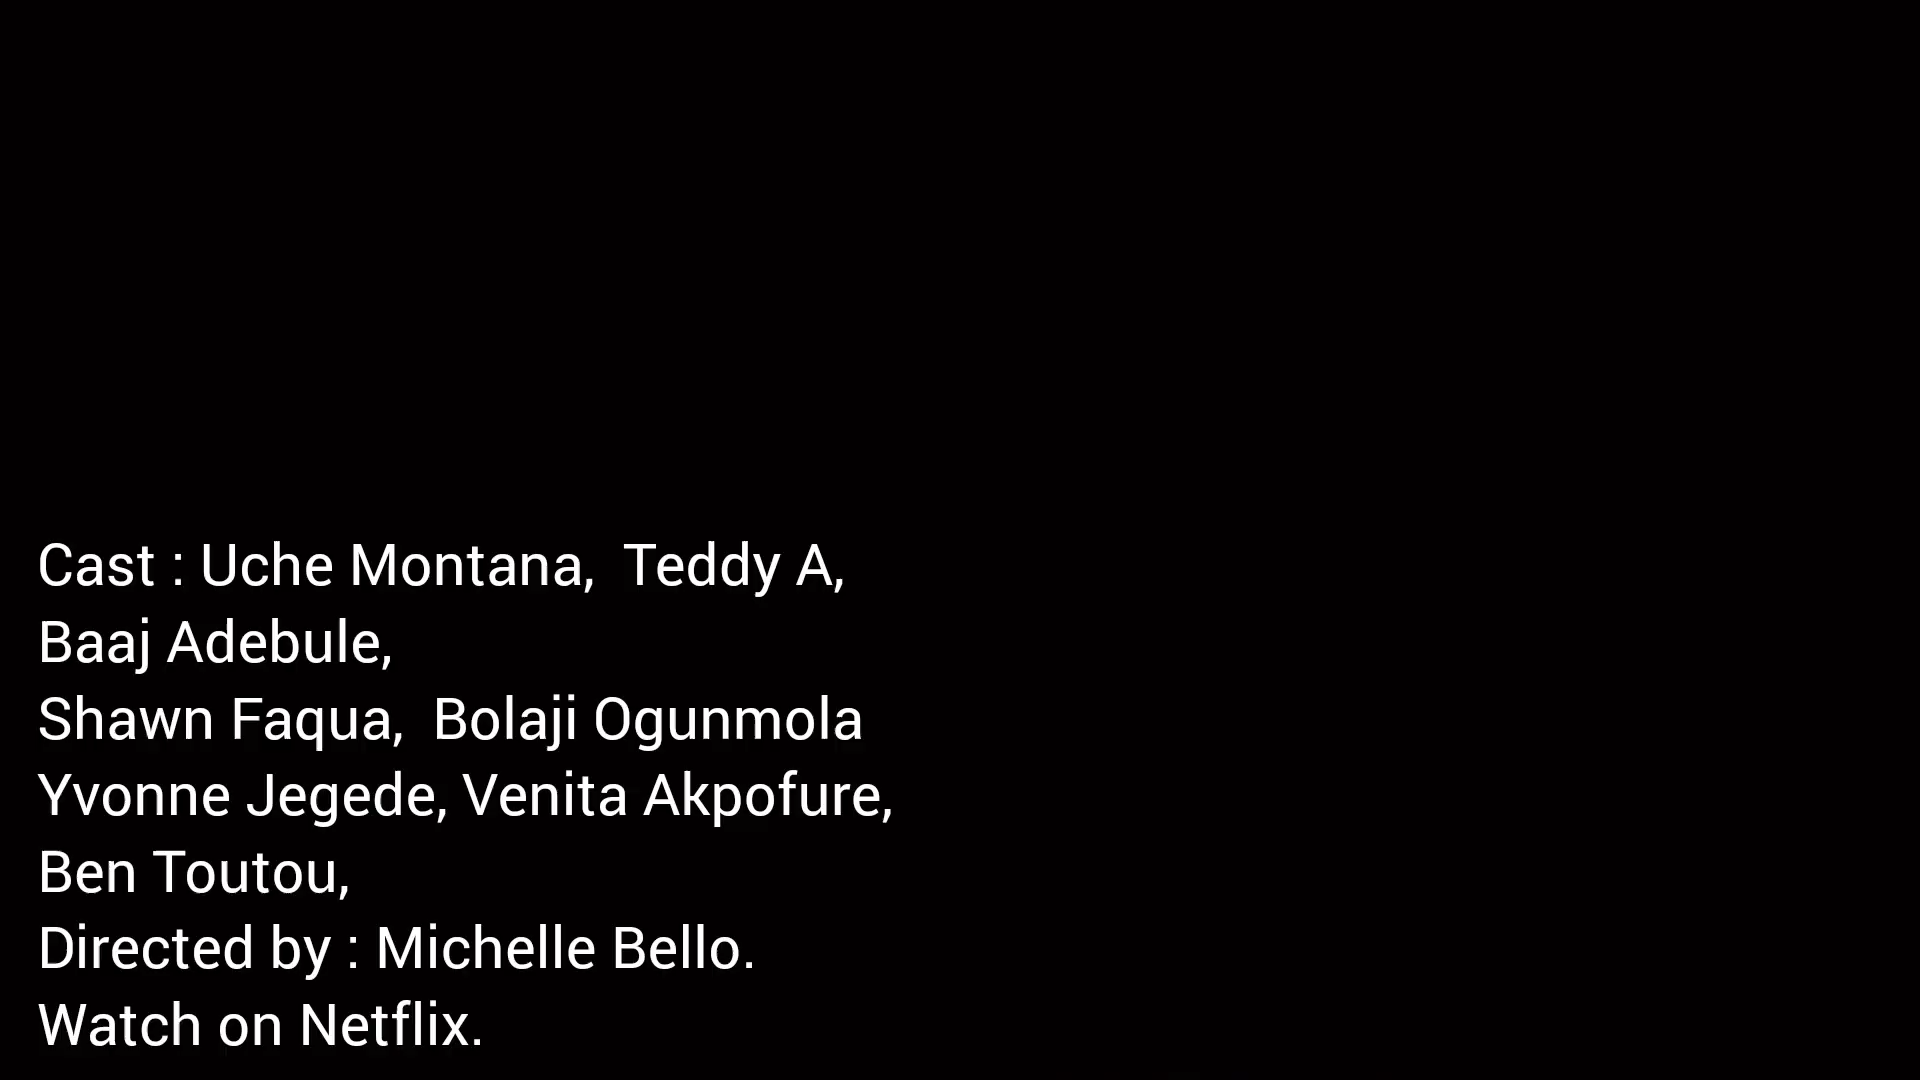 Cast : Uche Montana,  Teddy A,
Baaj Adebule,
Shawn Faqua,  Bolaji Ogunmola
Yvonne Jegede, Venita Akpofure,
Ben Toutou,
Directed by : Michelle Bello.
Watch on Netflix.